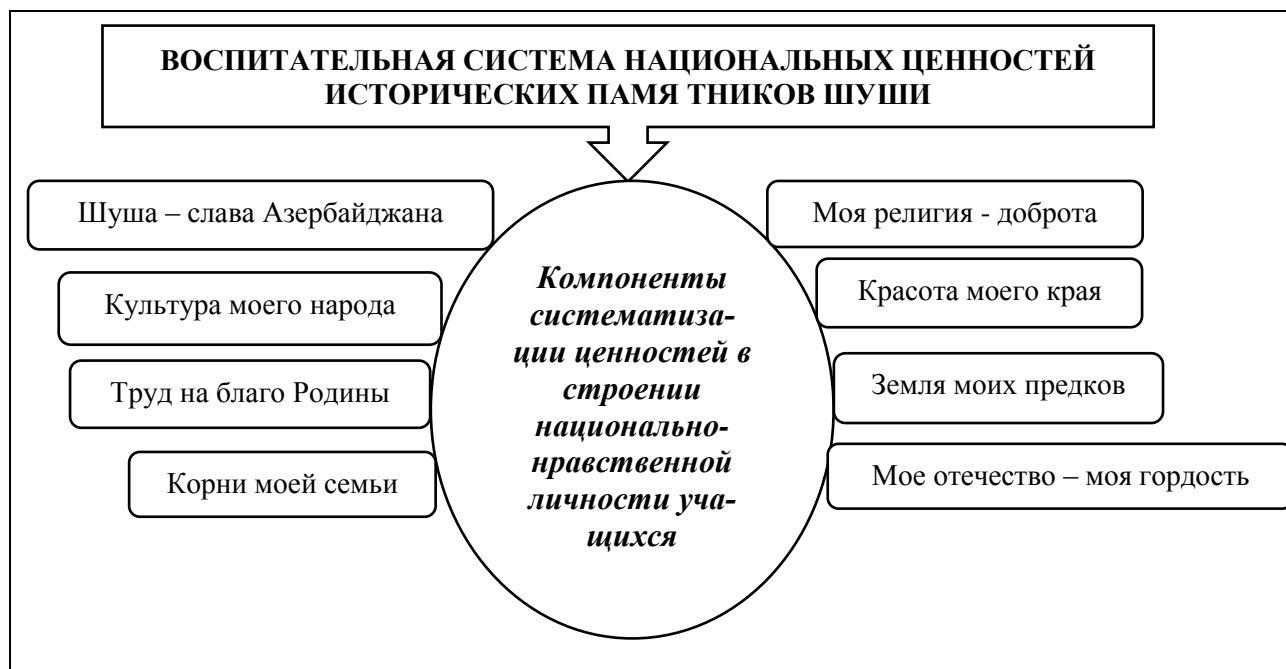 ВОСПИТАТЕЛЬНАЯ СИСТЕМА НАЦИОНАЛЬНЫХ ЦЕННОСТЕЙ
ИСТОРИЧЕСКИХ ПАМЯ ТНИКОВ ШУШИ
Шуша – слава Азербайджана
Культура моего народа
Труд на благо Родины
Корни моей семьи
Компоненты
систематиза-
ции ценностей в
строении
национально-
нравственной
личности уча-
щихся
Моя религия - доброта
Красота моего края
Земля моих предков
Мое отечество – моя гордость